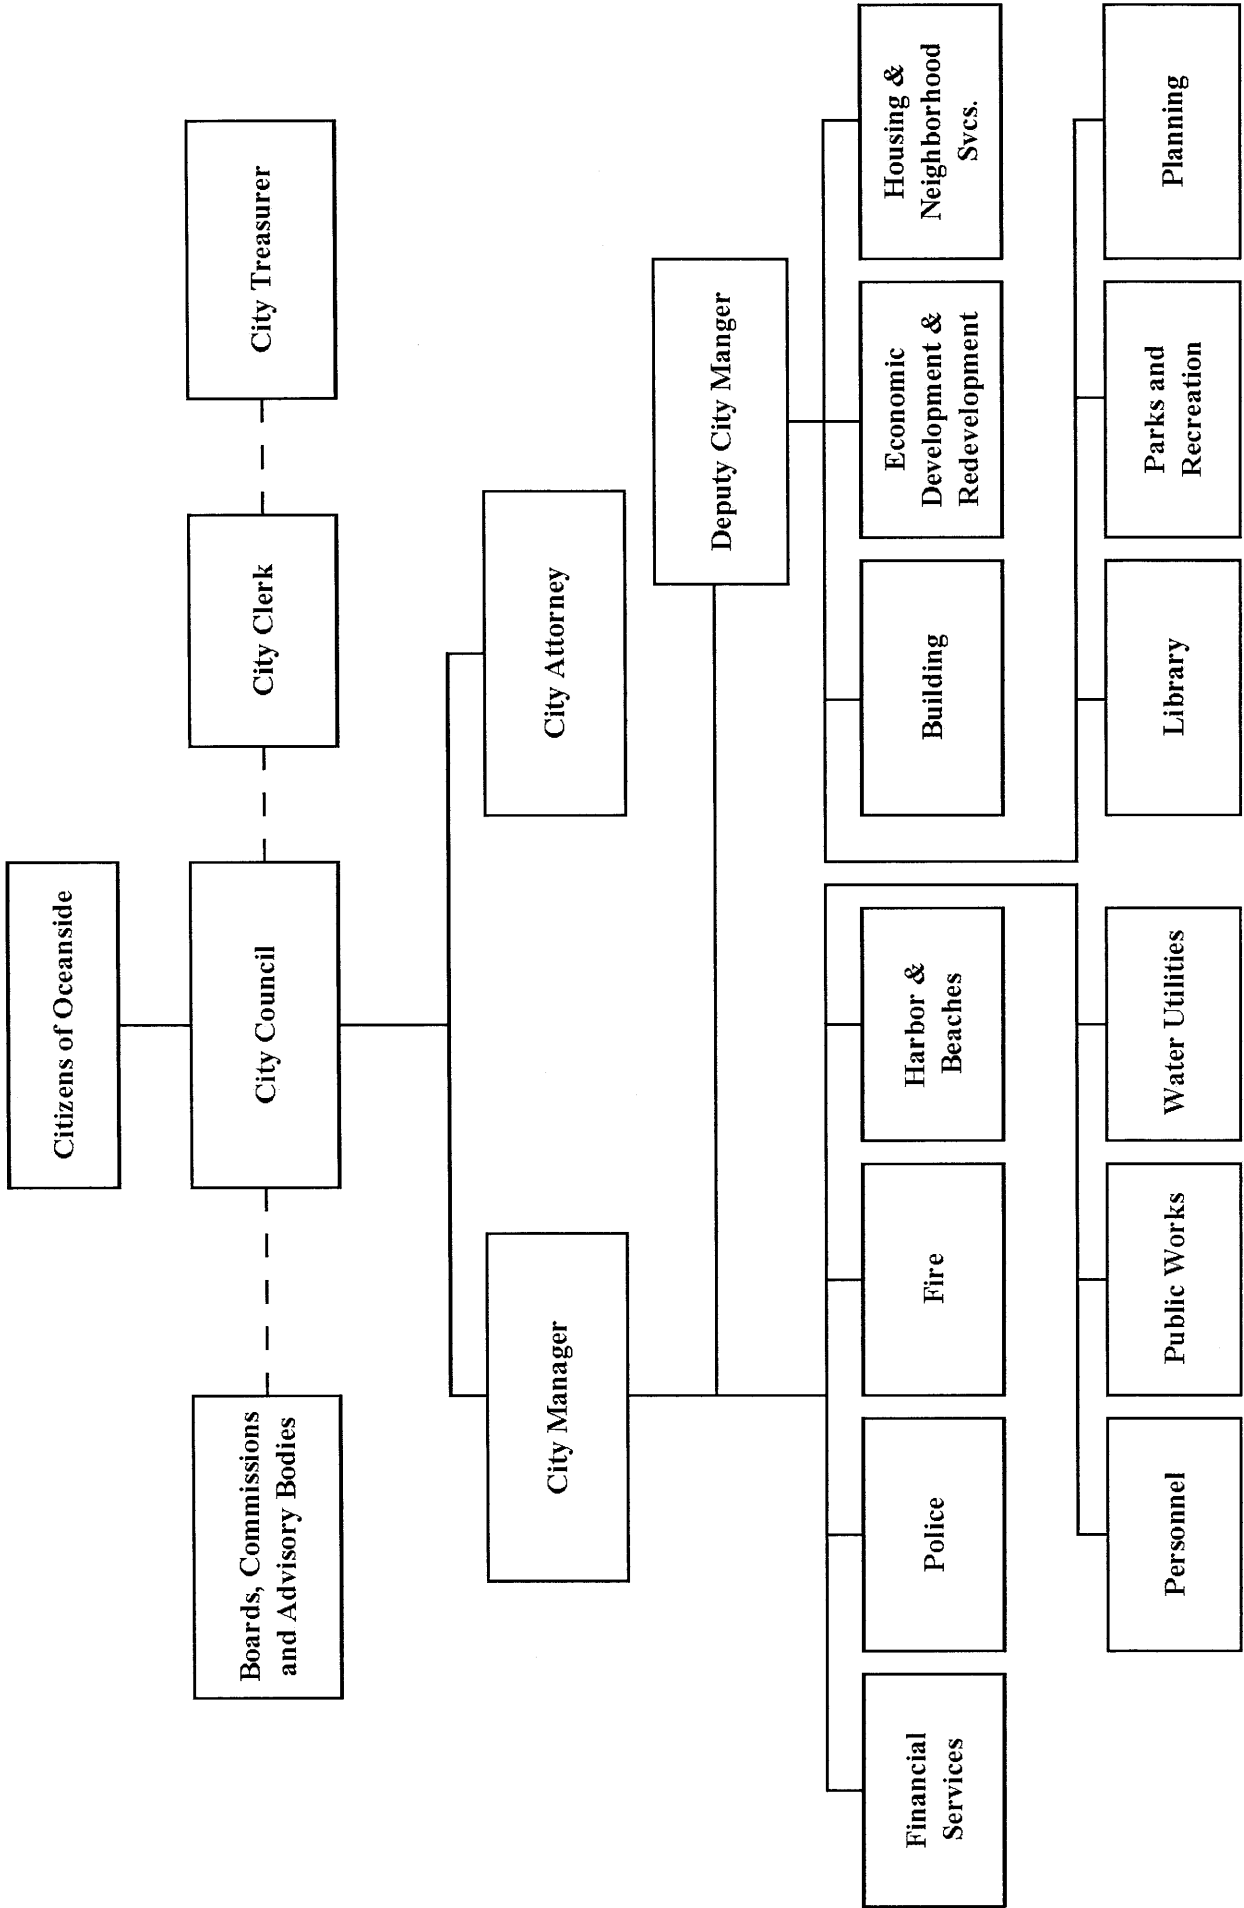 Citizens of Oceanside
Boards, Commissions
and Advisory Bodies
City Council
City Clerk
City Treasurer
City Manager
City Attorney
Deputy City Manger
Financial
Services
Police
Fire
Harbor &
Beaches
Building
Economic
Development &
Redevelopment
Housing &
Neighborhood
Svcs.
Personnel
Public Works
Water Utilities
Library
Parks and
Recreation
Planning